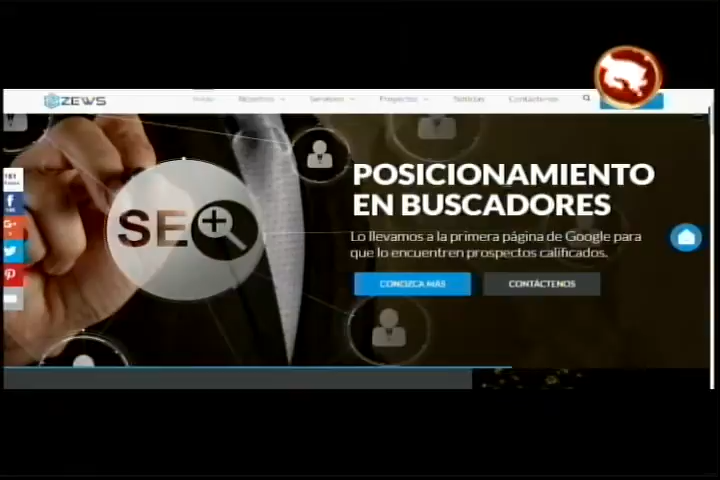 ZEWS
Inicio Nosotros Servicios Proyectos Noticias Contáctenos
SE
POSICIONAMIENTO
EN BUSCADORES
Lo llevamos a la primera página de Google para
que lo encuentren prospectos calificados.
CONOZCA MÁS CONTÁCTENOS
181
f
G+